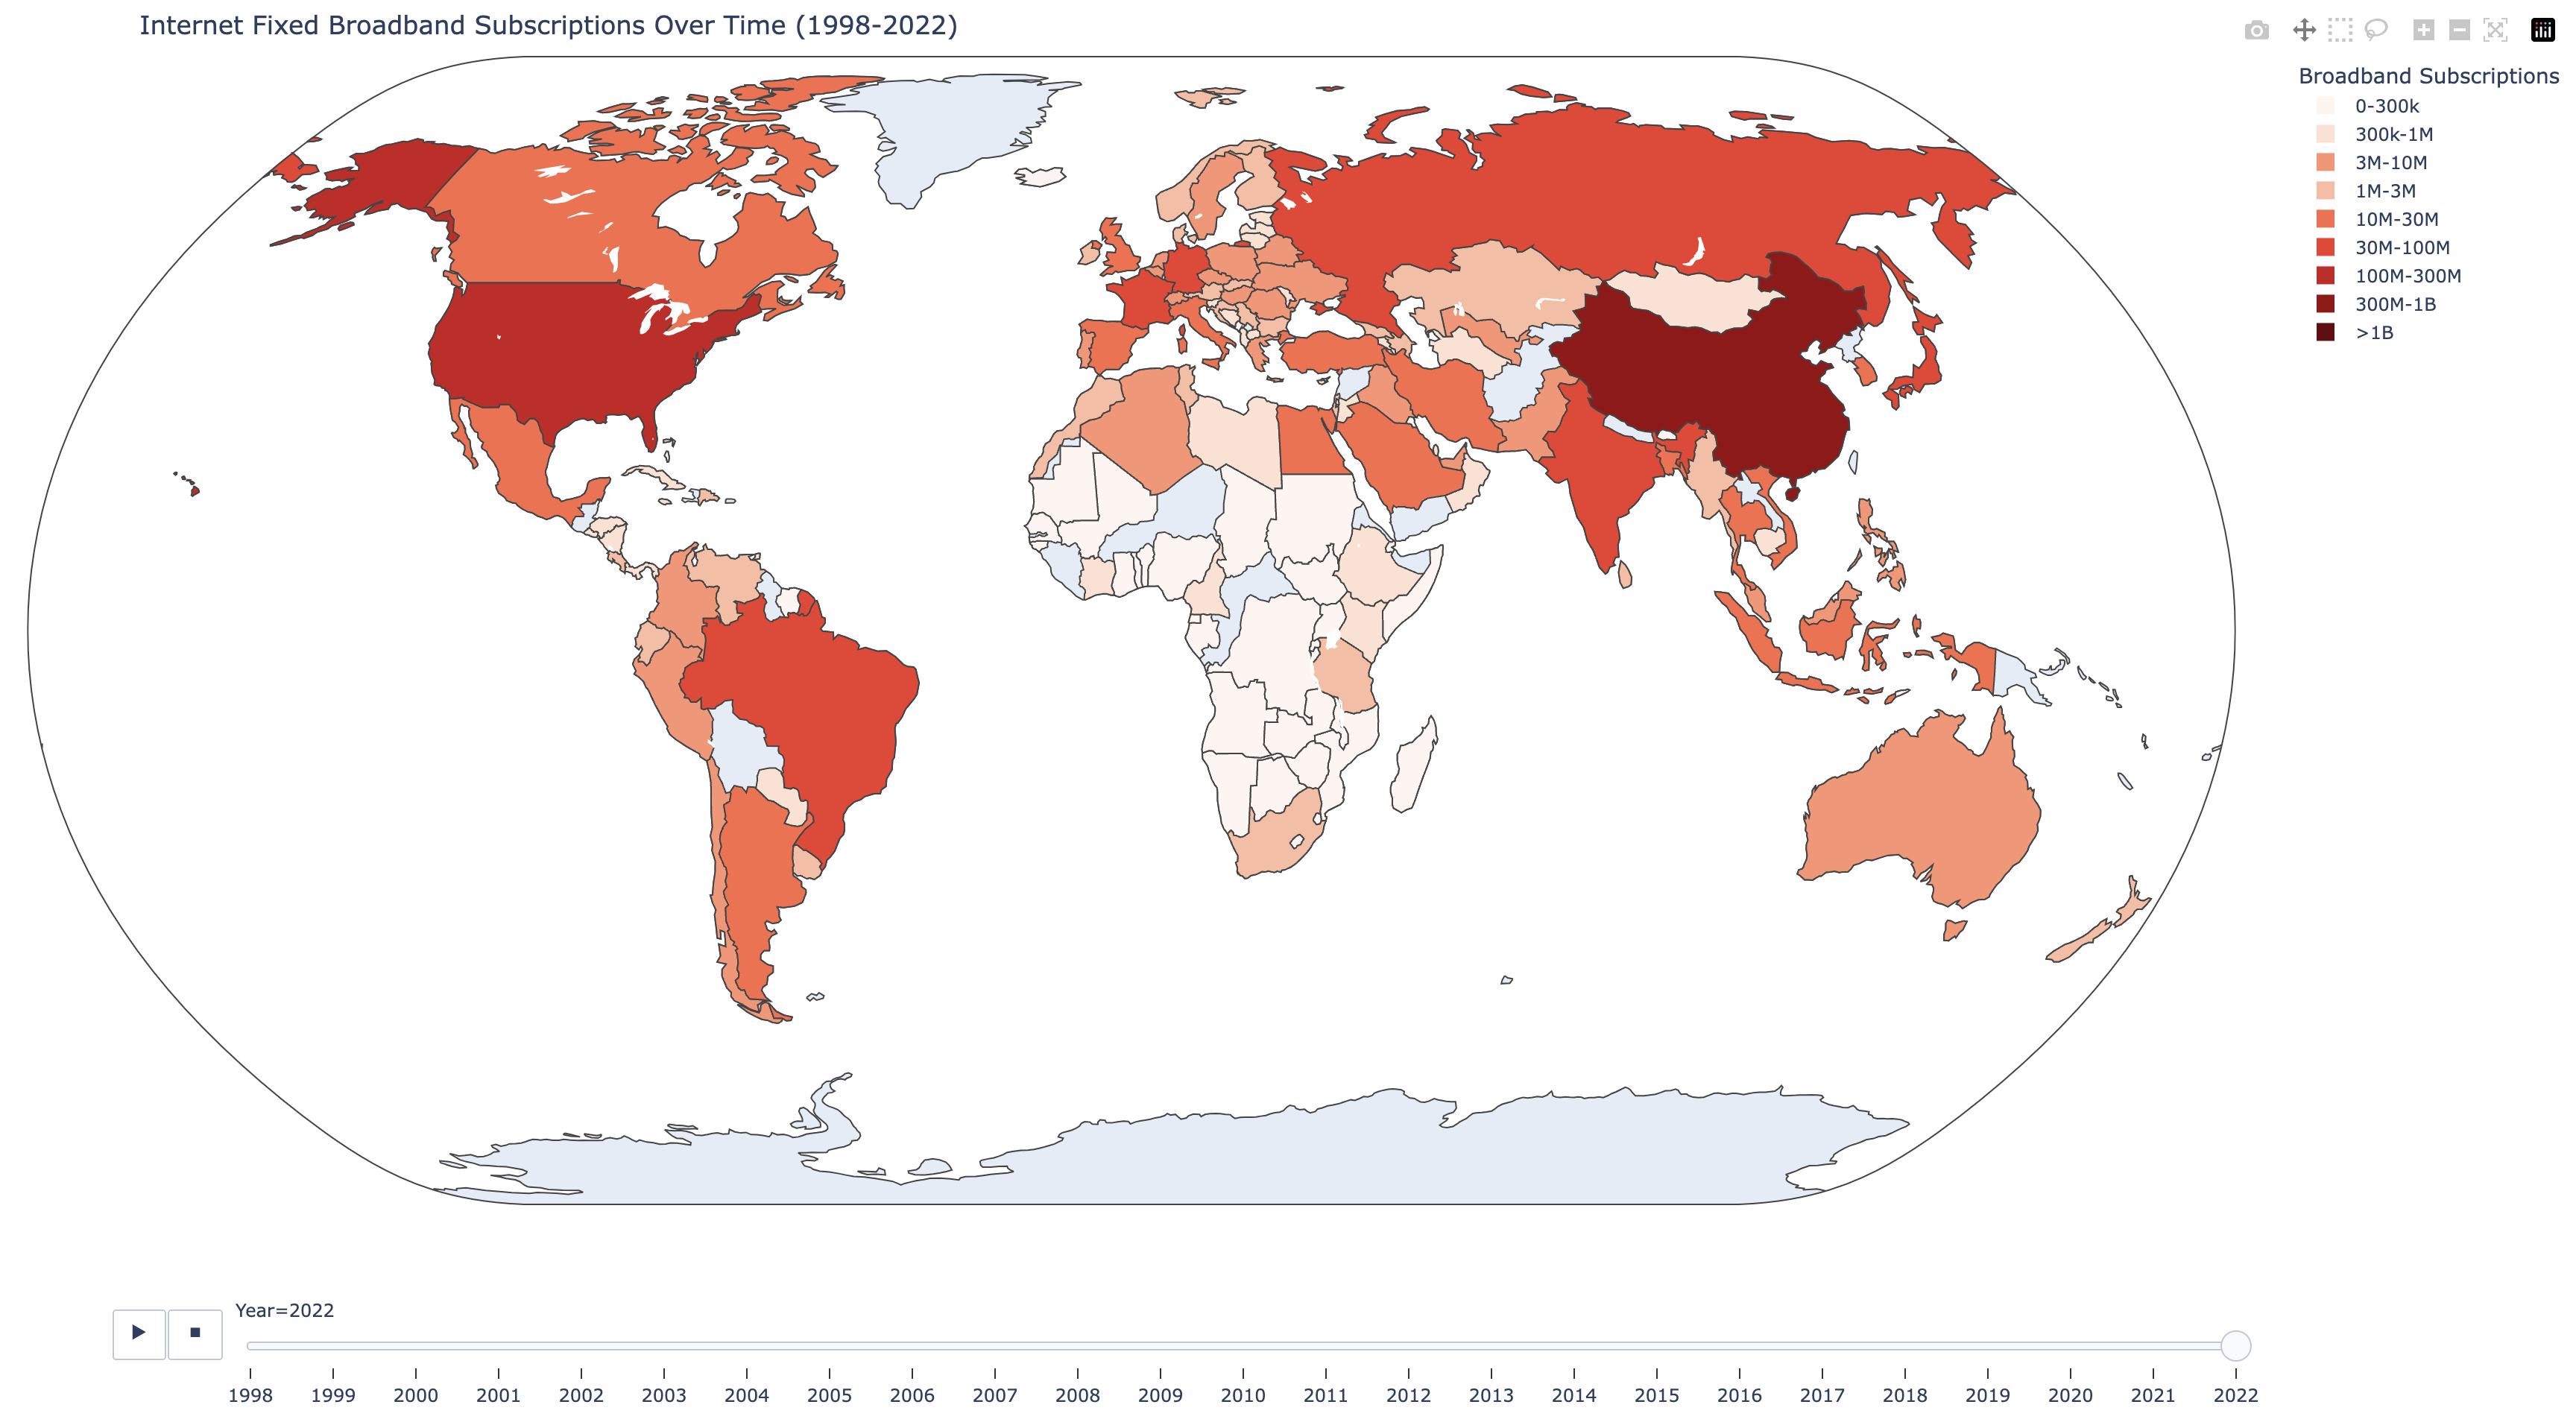 Internet Fixed Broadband Subscriptions Over Time (1998-2022)
Broadband Subscriptions
0-300k
300k-1M
3M-10M
1M-3M
10M-30M
30M-100M
100M-300M
300M-1B
>1B
Year=2022
1998 1999 2000 2001 2002 2003 2004 2005 2006 2007 2008 2009 2010 2011 2012 2013 2014 2015 2016 2017 2018 2019 2020 2021 2022